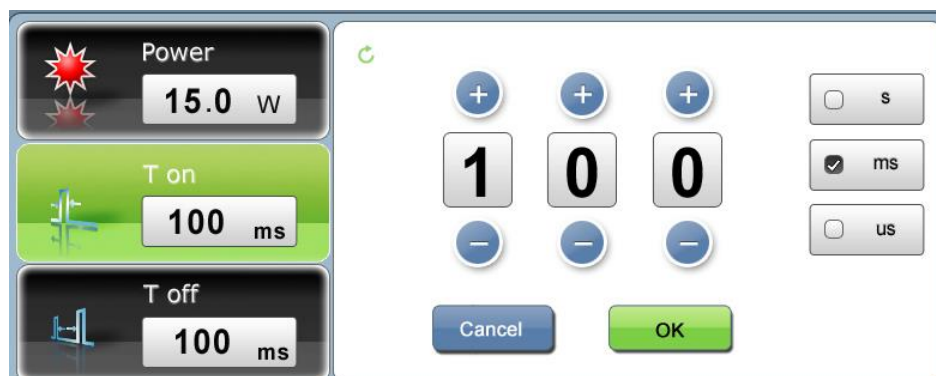 Power
15.0 W
T on
100 ms
T off
100 ms
+ + +
1 0 0
− − −
s
ms
us
Cancel
OK